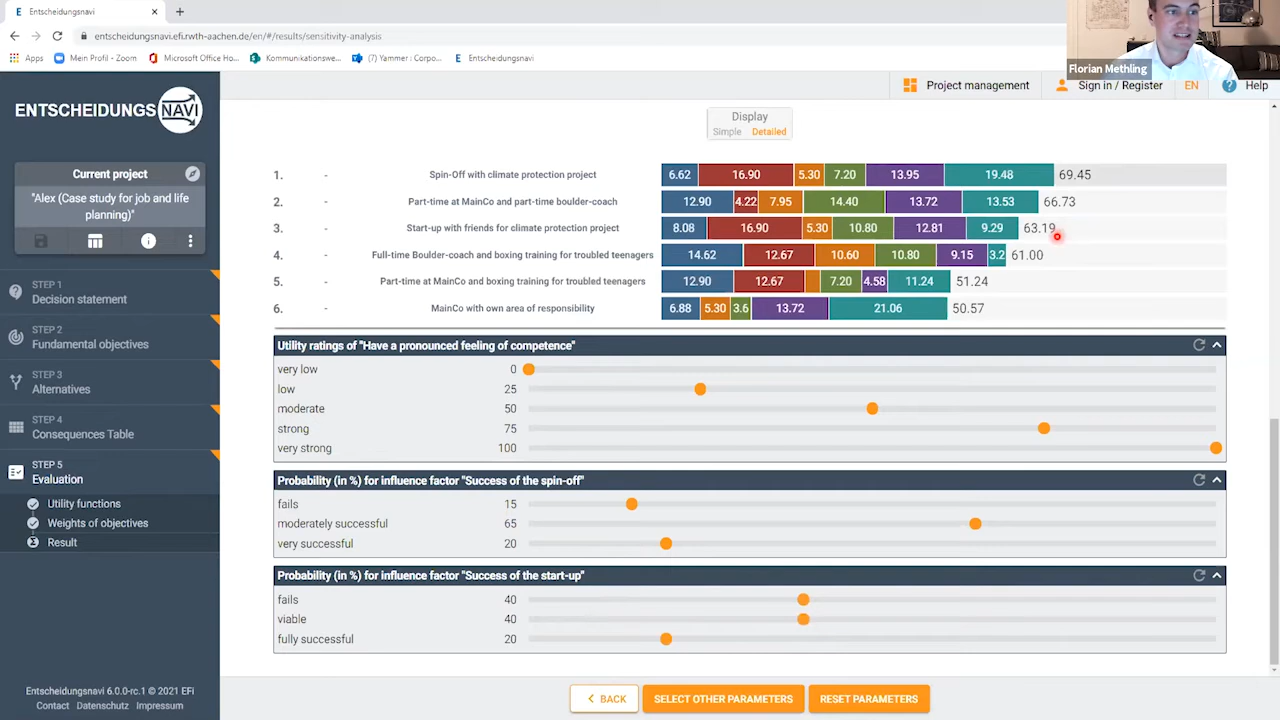 Entscheidungsnavi
entscheidungsnavi.efi.rwth-aachen.de/en/#/results/sensitivity-analysis
Apps Mein Profil - Zoom Microsoft Office Ho... Kommunikationswe... (7) Yammer : Corpo... Entscheidungsnavi
Florian Methling
Project management Sign in / Register EN Help
ENTSCHEIDUNGS NAVI
Current project
"Alex (Case study for job and life planning)"
STEP 1
Decision statement
STEP 2
Fundamental objectives
STEP 3
Alternatives
STEP 4
Consequences Table
STEP 5
Evaluation
Utility functions
Weights of objectives
Result
Entscheidungsnavi 6.0.0-rc.1 © 2021 EFI
Contact Datenschutz Impressum
Display
Simple Detailed
1. - Spin-Off with climate protection project 6.62 16.90 5.30 7.20 13.95 19.48 69.45
2. - Part-time at MainCo and part-time boulder-coach 12.90 4.22 7.95 14.40 13.72 13.53 66.73
3. - Start-up with friends for climate protection project 8.08 16.90 5.30 10.80 12.81 9.29 63.19
4. - Full-time Boulder-coach and boxing training for troubled teenagers 14.62 12.67 10.60 10.80 9.15 3.2 61.00
5. - Part-time at MainCo and boxing training for troubled teenagers 12.90 12.67 7.20 4.58 11.24 51.24
6. - MainCo with own area of responsibility 6.88 5.30 3.6 13.72 21.06 50.57
Utility ratings of "Have a pronounced feeling of competence"
very low 0
low 25
moderate 50
strong 75
very strong 100
Probability (in %) for influence factor "Success of the spin-off"
fails 15
moderately successful 65
very successful 20
Probability (in %) for influence factor "Success of the start-up"
fails 40
viable 40
fully successful 20
BACK SELECT OTHER PARAMETERS RESET PARAMETERS